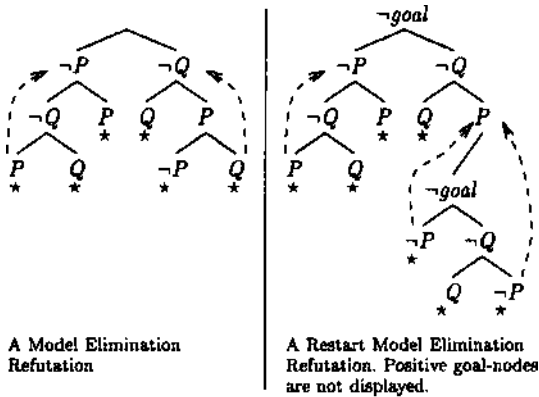 ¬goal
¬P ¬Q
¬Q P Q P
★ ★
P Q ¬P Q
★ ★ ★ ★
A Model Elimination
Refutation
¬P ¬Q
¬Q P Q P
★ ★
P Q
★ ★
¬goal
¬P ¬Q
★
Q ¬P
★ ★
A Restart Model Elimination
Refutation. Positive goal-nodes
are not displayed.